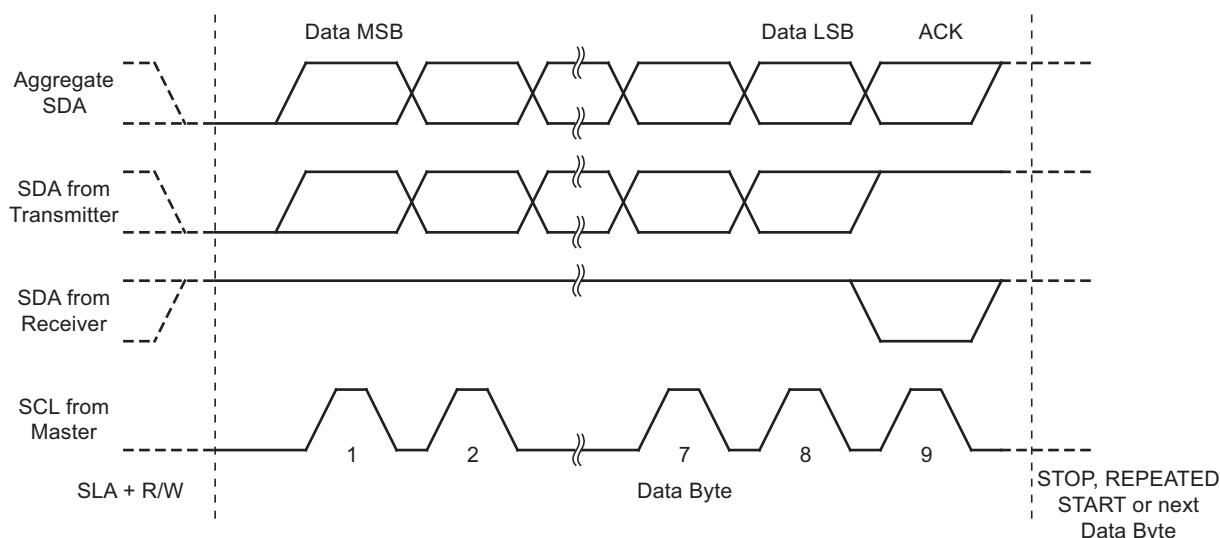 Data MSB
Data LSB
ACK
Aggregate
SDA
SDA from
Transmitter
SDA from
Receiver
SCL from
Master
1
2
7
8
9
SLA + R/W
Data Byte
STOP, REPEATED
START or next
Data Byte